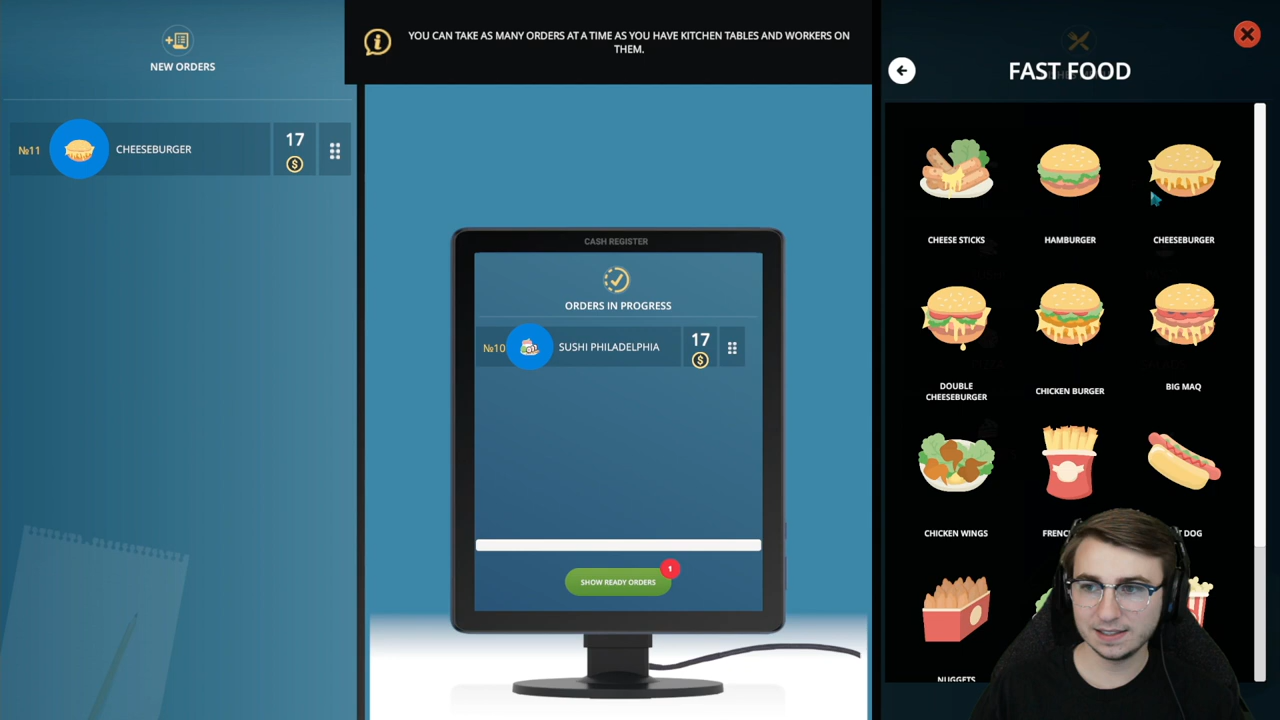 NEW ORDERS
№11
CHEESEBURGER
17
YOU CAN TAKE AS MANY ORDERS AT A TIME AS YOU HAVE KITCHEN TABLES AND WORKERS ON
THEM.
CASH REGISTER
ORDERS IN PROGRESS
№10
SUSHI PHILADELPHIA
17
1
SHOW READY ORDERS
FAST FOOD
CHEESE STICKS
HAMBURGER
CHEESEBURGER
DOUBLE
CHEESEBURGER
CHICKEN BURGER
BIG MAQ
CHICKEN WINGS
DOG
NUGGETS